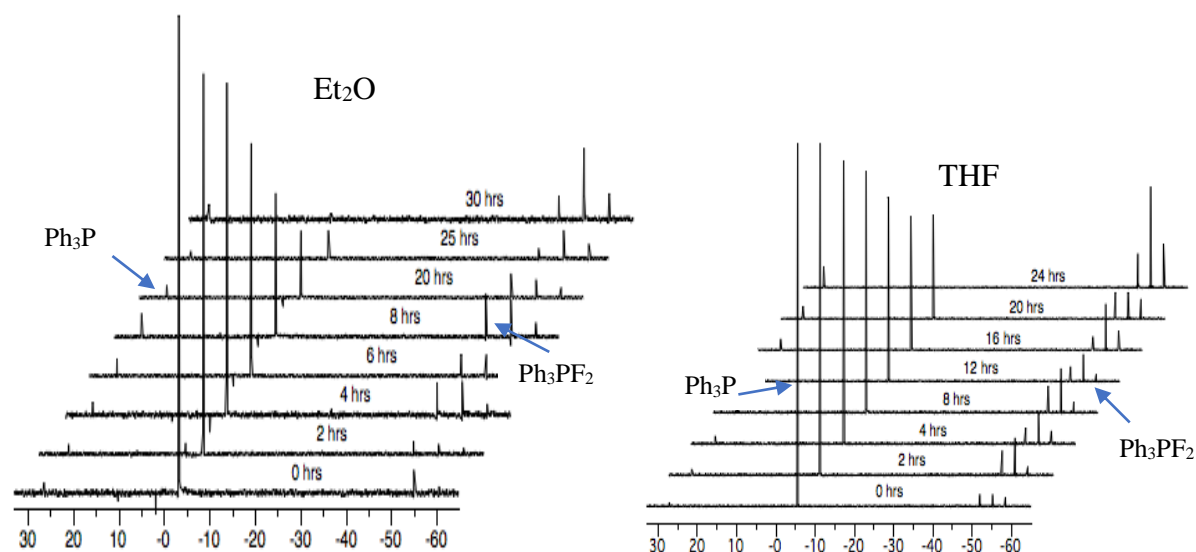 Et₂O
30 hrs
Ph₃P
25 hrs
20 hrs
8 hrs
Ph₃PF₂
6 hrs
4 hrs
2 hrs
0 hrs
30 20 10 -0 -10 -20 -30 -40 -50 -60
THF
24 hrs
20 hrs
16 hrs
Ph₃P
12 hrs
8 hrs
Ph₃PF₂
4 hrs
2 hrs
0 hrs
30 20 10 -0 -10 -20 -30 -40 -50 -60